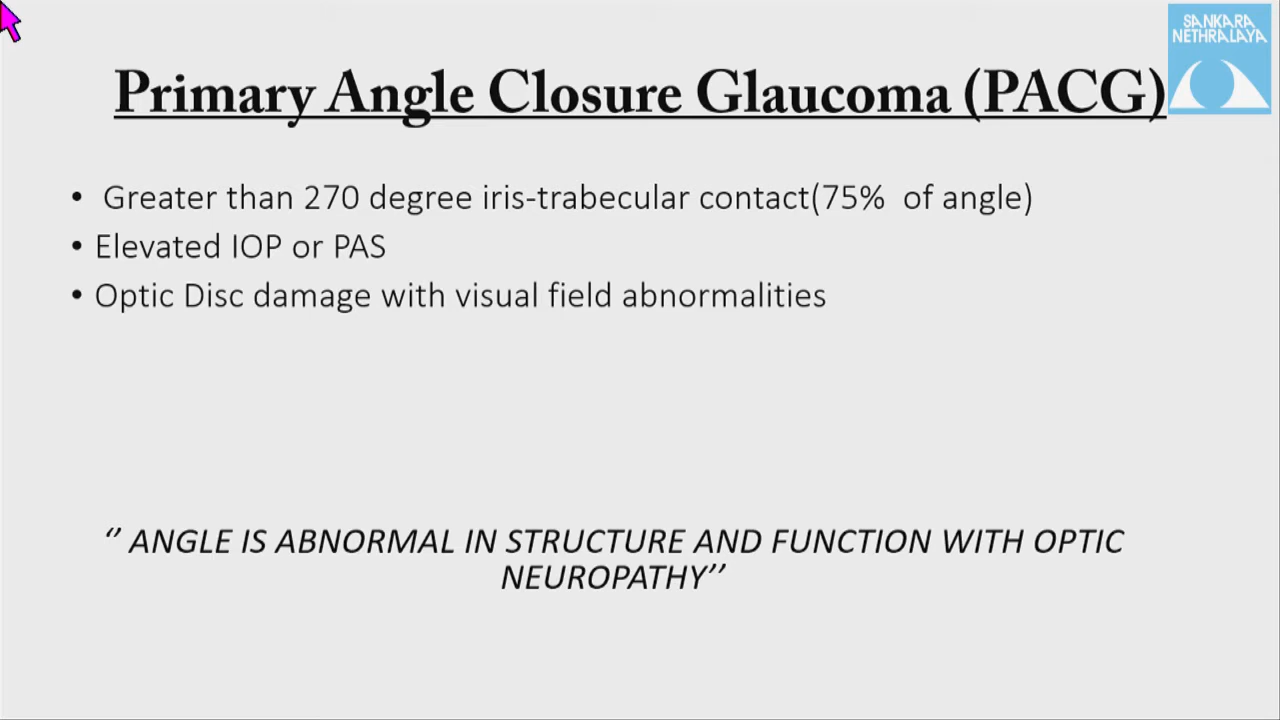 SANKARA
NETHRALAYA
Primary Angle Closure Glaucoma (PACG)
• Greater than 270 degree iris-trabecular contact(75%  of angle)
• Elevated IOP or PAS
• Optic Disc damage with visual field abnormalities
‘’ ANGLE IS ABNORMAL IN STRUCTURE AND FUNCTION WITH OPTIC
NEUROPATHY’’